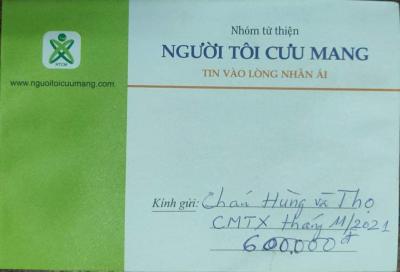 Nhóm từ thiện
NGƯỜI TÔI CƯU MANG
TIN VÀO LÒNG NHÂN ÁI
NTCM
www.nguoitoicuumang.com
Kính gửi: Cháu Hùng và Thọ
CMTX tháng 11/2021
600.000đ